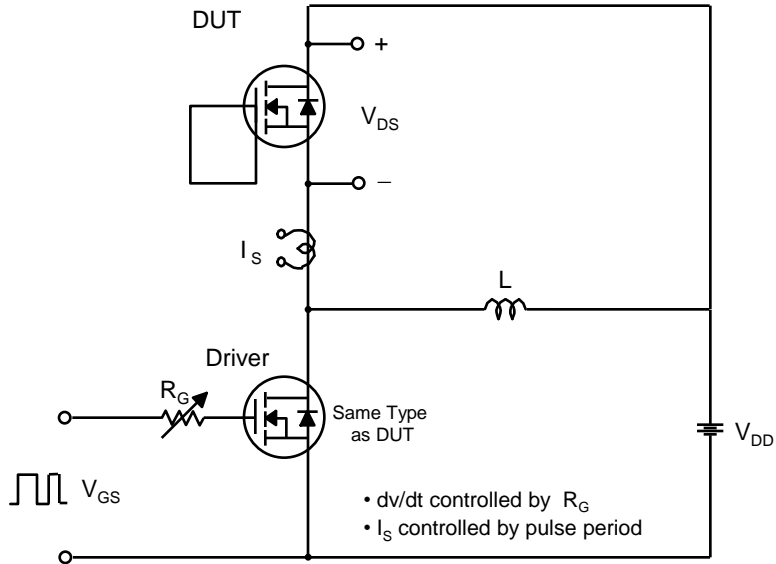 DUT
+
V_DS
−
I_S
L
Driver
R_G
Same Type
as DUT
V_DD
V_GS
• dv/dt controlled by R_G
• I_S controlled by pulse period